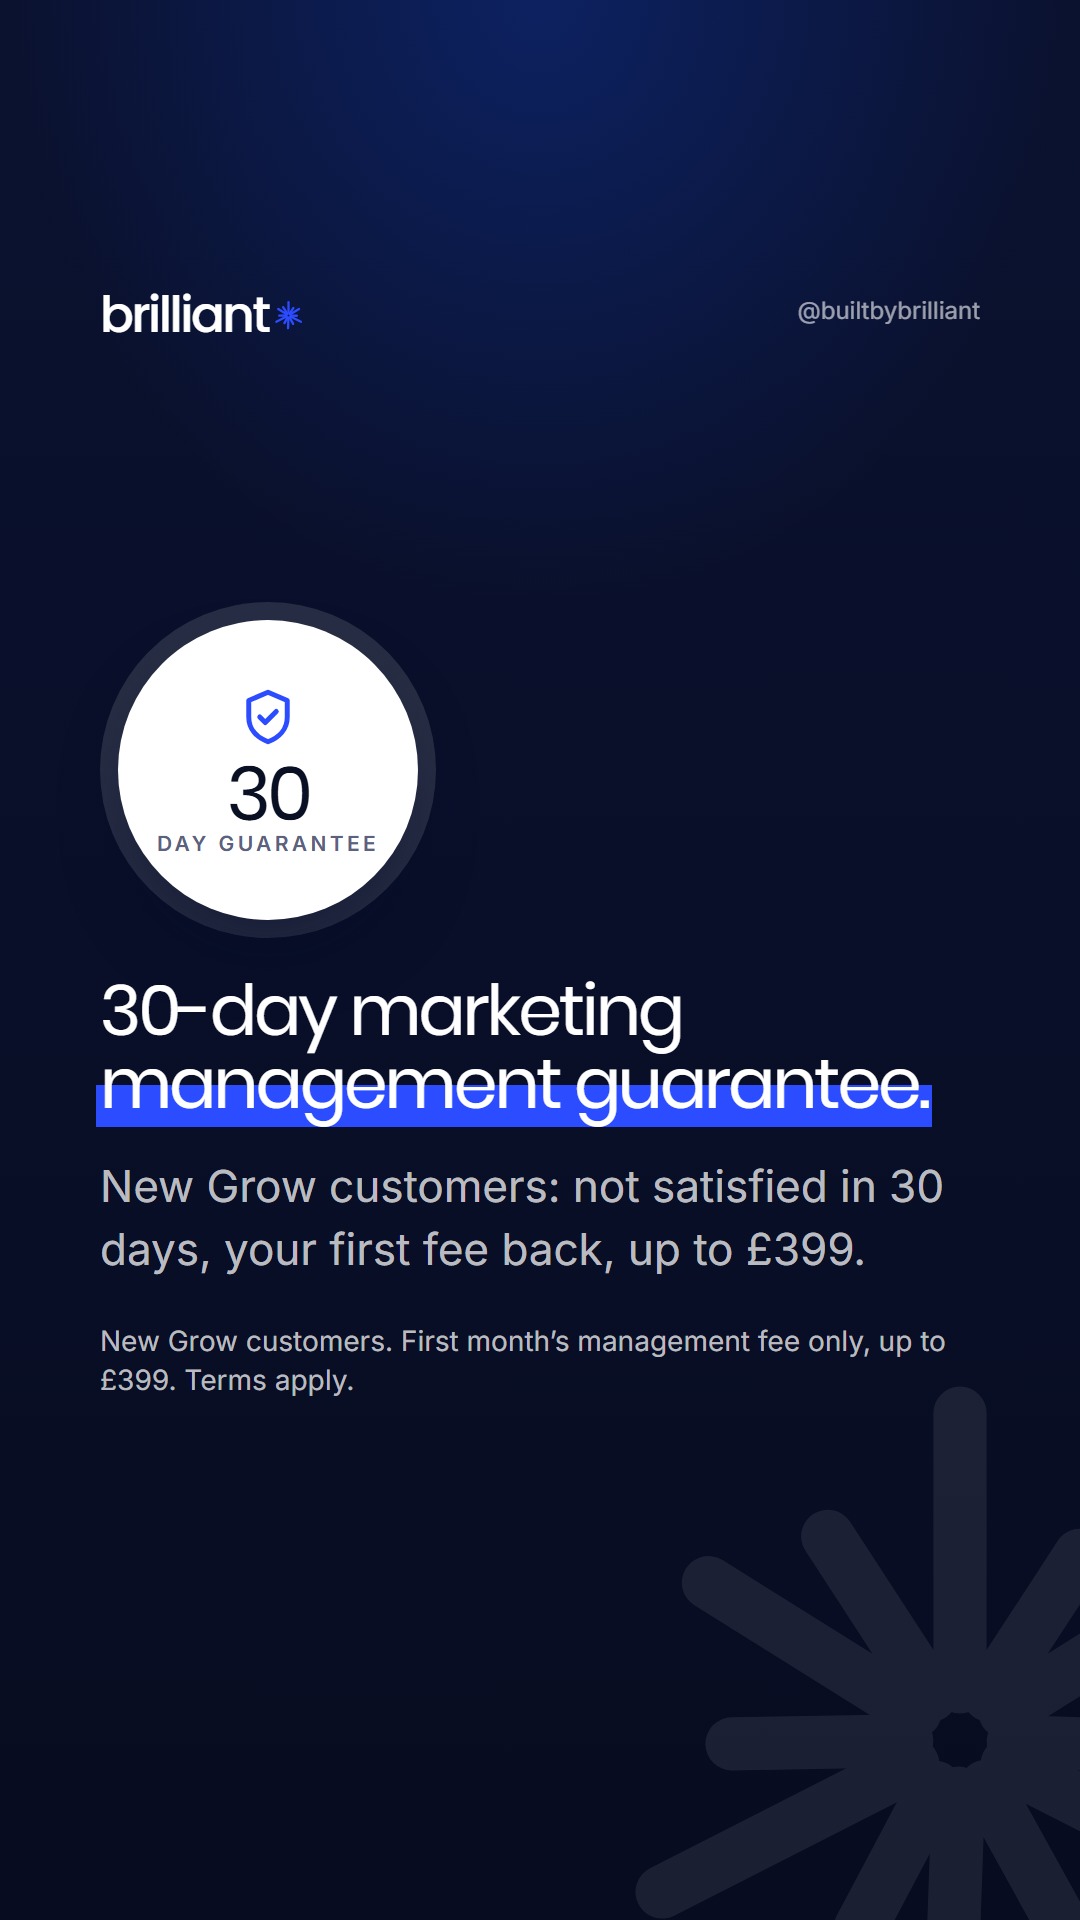 brilliant
@builtbybrilliant
30
DAY GUARANTEE
30-day marketing
management guarantee.
New Grow customers: not satisfied in 30
days, your first fee back, up to £399.
New Grow customers. First month’s management fee only, up to
£399. Terms apply.